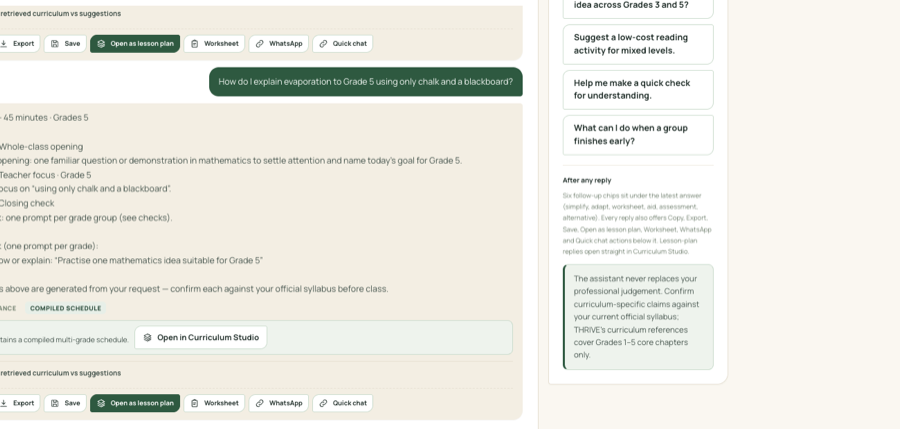 retrieved curriculum vs suggestions
Export
Save
Open as lesson plan
Worksheet
WhatsApp
Quick chat
How do I explain evaporation to Grade 5 using only chalk and a blackboard?
· 45 minutes · Grades 5
Whole-class opening
opening: one familiar question or demonstration in mathematics to settle attention and name today's goal for Grade 5.
Teacher focus · Grade 5
ocus on "using only chalk and a blackboard".
Closing check
: one prompt per grade group (see checks).
(one prompt per grade):
ow or explain: "Practise one mathematics idea suitable for Grade 5"
s above are generated from your request — confirm each against your official syllabus before class.
ANCE
COMPILED SCHEDULE
tains a compiled multi-grade schedule.
Open in Curriculum Studio
retrieved curriculum vs suggestions
Export
Save
Open as lesson plan
Worksheet
WhatsApp
Quick chat
idea across Grades 3 and 5?
Suggest a low-cost reading
activity for mixed levels.
Help me make a quick check
for understanding.
What can I do when a group
finishes early?
After any reply
Six follow-up chips sit under the latest answer
(simplify, adapt, worksheet, aid, assessment,
alternative). Every reply also offers Copy, Export,
Save, Open as lesson plan, Worksheet, WhatsApp
and Quick chat actions below it. Lesson-plan
replies open straight in Curriculum Studio.
The assistant never replaces your
professional judgement. Confirm
curriculum-specific claims against
your current official syllabus;
THRIVE's curriculum references
cover Grades 1–5 core chapters
only.